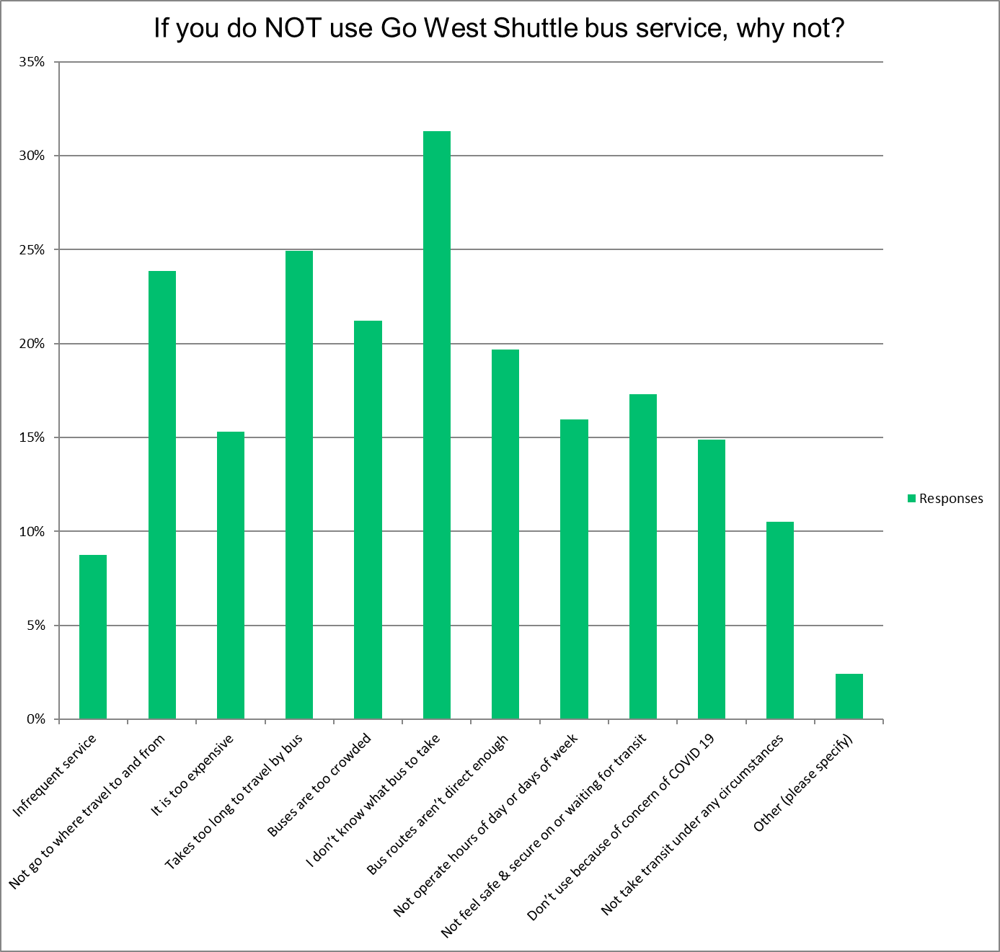 If you do NOT use Go West Shuttle bus service, why not?
35%
30%
25%
20%
15%
10%
5%
0%
Infrequent service
Not go to where travel to and from
It is too expensive
Takes too long to travel by bus
Buses are too crowded
I don’t know what bus to take
Bus routes aren’t direct enough
Not operate hours of day or days of week
Not feel safe & secure on or waiting for transit
Don’t use because of concern of COVID 19
Not take transit under any circumstances
Other (please specify)
Responses